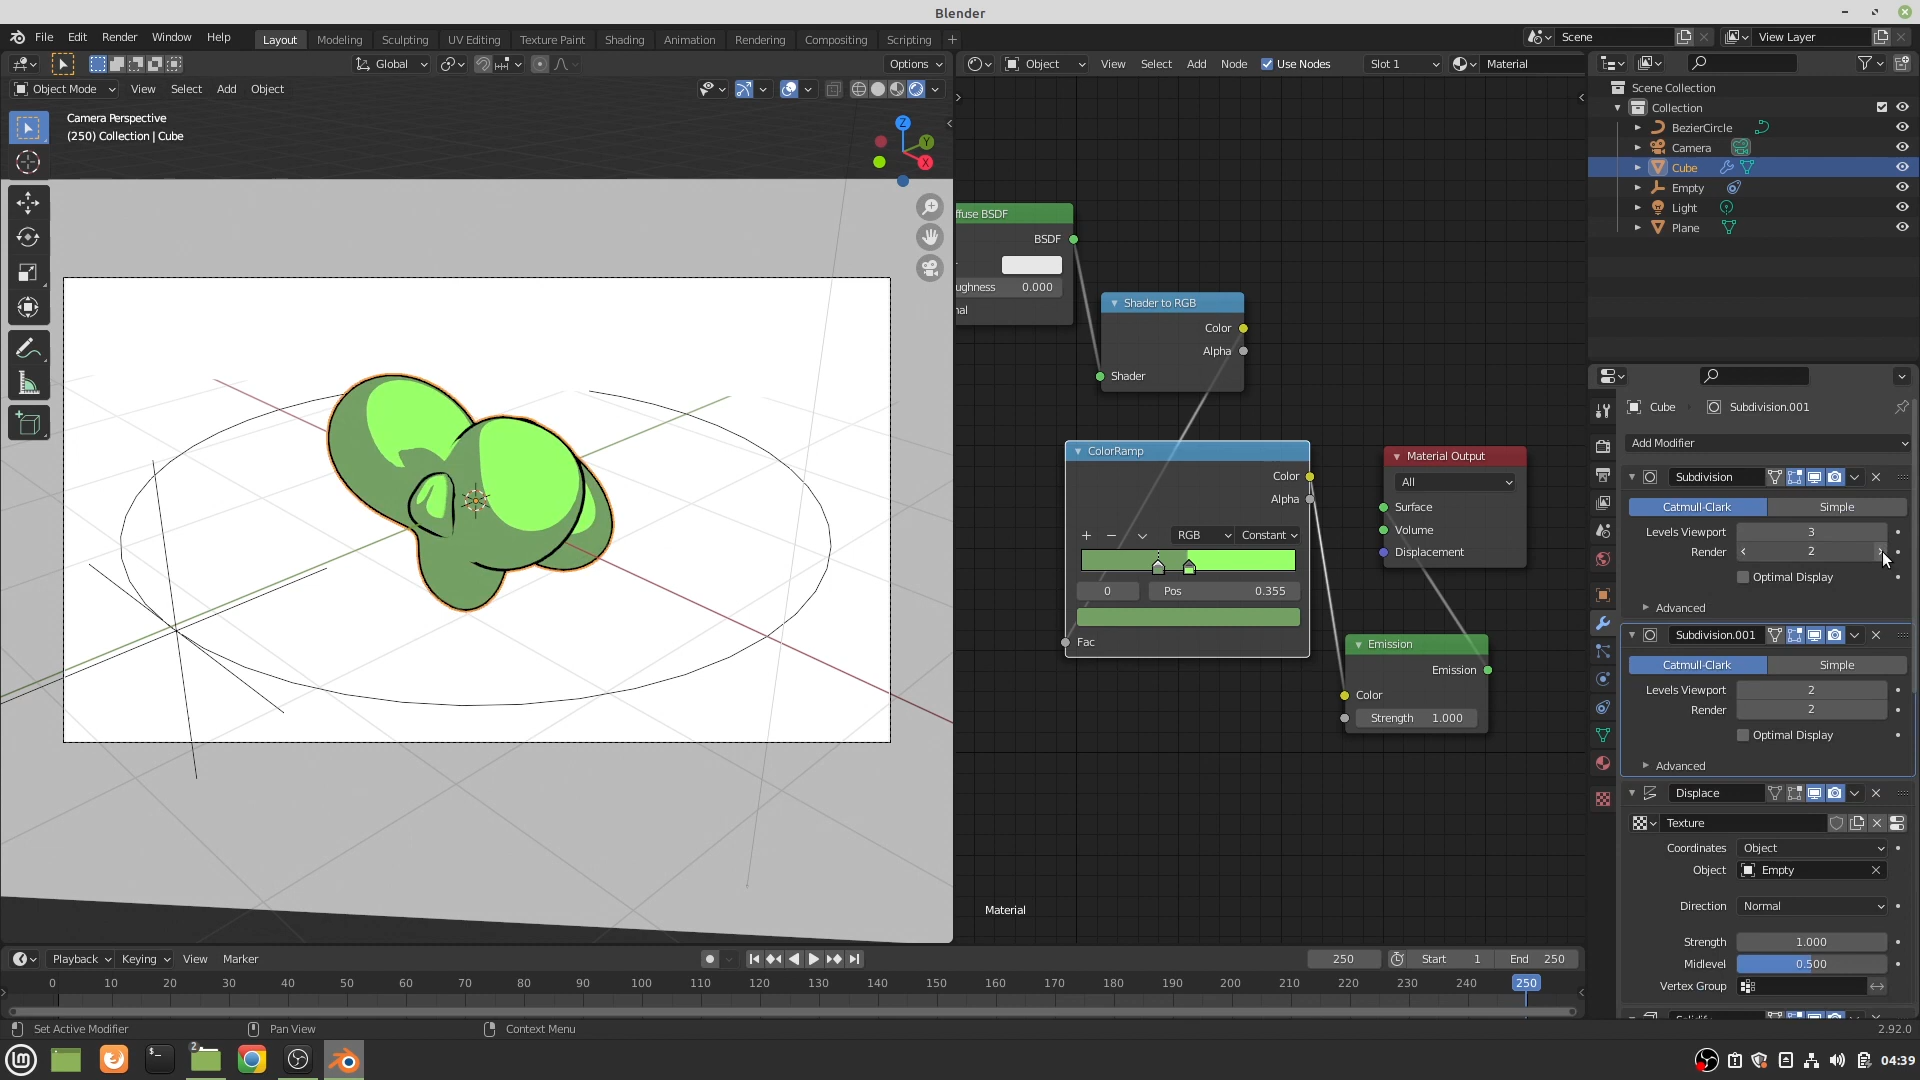 Blender
File Edit Render Window Help
Layout Modeling Sculpting UV Editing Texture Paint Shading Animation Rendering Compositing Scripting +
Scene View Layer
Global Options
Object View Select Add Node Use Nodes Slot 1 Material
Object Mode View Select Add Object
Camera Perspective
(250) Collection | Cube
Z
Y
X
Scene Collection
Collection
BezierCircle
Camera
Cube
Empty
Light
Plane
ffuse BSDF
BSDF
ughness 0.000
nal
Shader to RGB
Color
Alpha
Shader
ColorRamp
Color
Alpha
RGB Constant
0 Pos 0.355
Fac
Material Output
All
Surface
Volume
Displacement
Emission
Emission
Color
Strength 1.000
Material
Cube Subdivision.001
Add Modifier
Subdivision
Catmull-Clark Simple
Levels Viewport 3
Render 2
Optimal Display
Advanced
Subdivision.001
Catmull-Clark Simple
Levels Viewport 2
Render 2
Optimal Display
Advanced
Displace
Texture
Coordinates Object
Object Empty
Direction Normal
Strength 1.000
Midlevel 0.500
Vertex Group
Playback Keying View Marker 250 Start 1 End 250
0 10 20 30 40 50 60 70 80 90 100 110 120 130 140 150 160 170 180 190 200 210 220 230 240 250
Set Active Modifier Pan View Context Menu 2.92.0
2
04:39